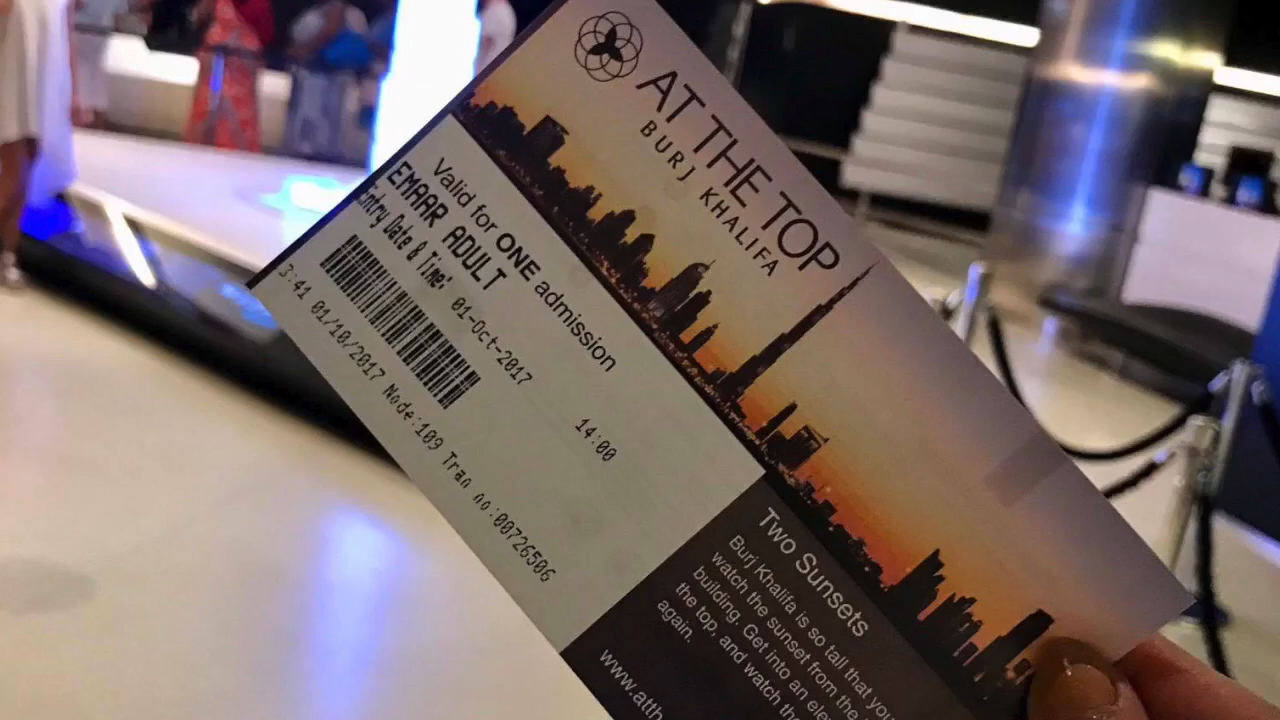 AT THE TOP
BURJ KHALIFA
Valid for ONE admission
EMAAR ADULT
Entry Date & Time: 01-Oct-2017 14:00
3:41 01/10/2017 Node:109 Tran no:00726506
Two Sunsets
Burj Khalifa is so tall that you
watch the sunset from the
building. Get into an ele
the top, and watch the
again.
www.atth